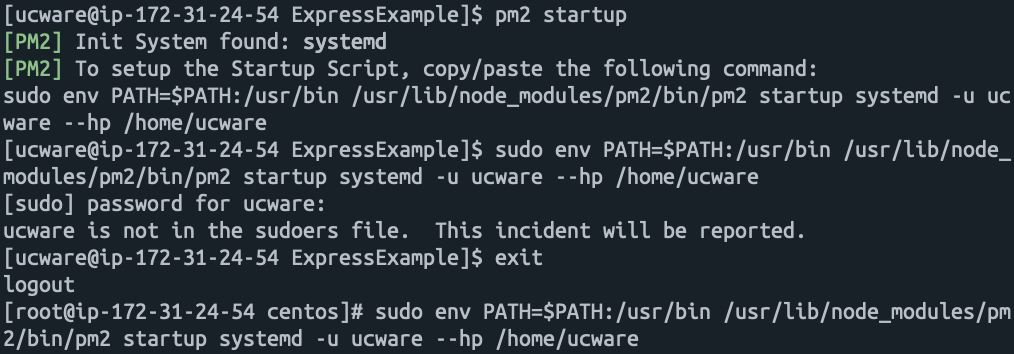 [ucware@ip-172-31-24-54 ExpressExample]$ pm2 startup
[PM2] Init System found: systemd
[PM2] To setup the Startup Script, copy/paste the following command:
sudo env PATH=$PATH:/usr/bin /usr/lib/node_modules/pm2/bin/pm2 startup systemd -u uc
ware --hp /home/ucware
[ucware@ip-172-31-24-54 ExpressExample]$ sudo env PATH=$PATH:/usr/bin /usr/lib/node_
modules/pm2/bin/pm2 startup systemd -u ucware --hp /home/ucware
[sudo] password for ucware:
ucware is not in the sudoers file.  This incident will be reported.
[ucware@ip-172-31-24-54 ExpressExample]$ exit
logout
[root@ip-172-31-24-54 centos]# sudo env PATH=$PATH:/usr/bin /usr/lib/node_modules/pm
2/bin/pm2 startup systemd -u ucware --hp /home/ucware